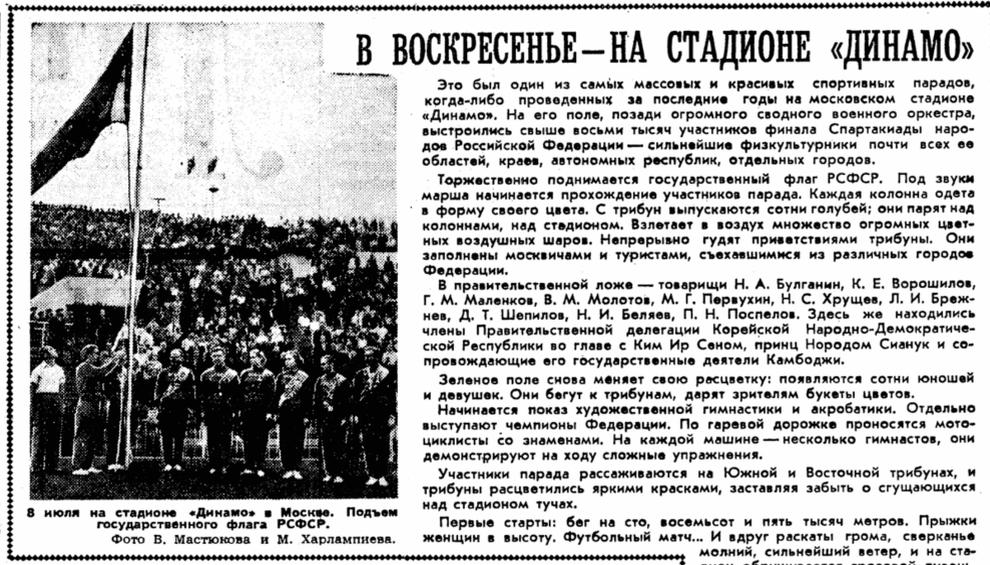 В ВОСКРЕСЕНЬЕ — НА СТАДИОНЕ «ДИНАМО»
Это был один из самых массовых и красивых спортивных парадов,
когда-либо проведенных за последние годы на московском стадионе
«Динамо». На его поле, позади огромного сводного военного оркестра,
выстроились свыше восьми тысяч участников финала Спартакиады наро-
дов Российской Федерации — сильнейшие физкультурники почти всех ее
областей, краев, автономных республик, отдельных городов.
Торжественно поднимается государственный флаг РСФСР. Под звуки
марша начинается прохождение участников парада. Каждая колонна одета
в форму своего цвета. С трибун выпускаются сотни голубей; они парят над
колоннами, над стадионом. Взлетает в воздух множество огромных цвет-
ных воздушных шаров. Непрерывно гудят приветствиями трибуны. Они
заполнены москвичами и туристами, съехавшимися из различных городов
Федерации.
В правительственной ложе — товарищи Н. А. Булганин, К. Е. Ворошилов,
Г. М. Маленков, В. М. Молотов, М. Г. Первухин, Н. С. Хрущев, Л. И. Бреж-
нев, Д. Т. Шепилов, Н. И. Беляев, П. Н. Поспелов. Здесь же находились
члены Правительственной делегации Корейской Народно-Демократиче-
ской Республики во главе с Ким Ир Сеном, принц Нородом Сианук и со-
провождающие его государственные деятели Камбоджи.
Зеленое поле снова меняет свою расцветку: появляются сотни юношей
и девушек. Они бегут к трибунам, дарят зрителям букеты цветов.
Начинается показ художественной гимнастики и акробатики. Отдельно
выступают чемпионы Федерации. По гаревой дорожке проносятся мото-
циклисты со знаменами. На каждой машине — несколько гимнастов, они
демонстрируют на ходу сложные упражнения.
Участники парада рассаживаются на Южной и Восточной трибунах, и
трибуны расцветились яркими красками, заставляя забыть о сгущающихся
над стадионом тучах.
Первые старты: бег на сто, восемьсот и пять тысяч метров. Прыжки
женщин в высоту. Футбольный матч... И вдруг раскаты грома, сверканье
молний, сильнейший ветер, и на ста-
8 июля на стадионе «Динамо» в Москве. Подъем
государственного флага РСФСР.
Фото В. Мастюкова и М. Харлампиева.